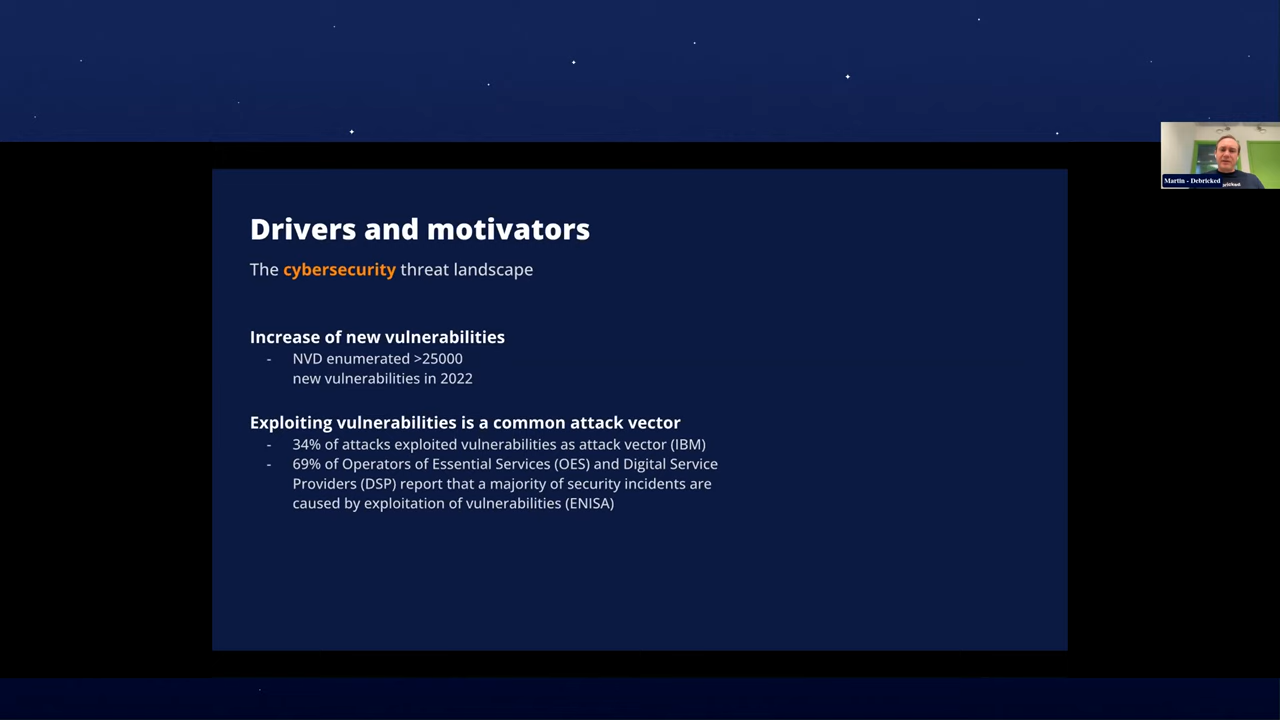 Drivers and motivators
The cybersecurity threat landscape
Increase of new vulnerabilities
- NVD enumerated >25000
new vulnerabilities in 2022
Exploiting vulnerabilities is a common attack vector
- 34% of attacks exploited vulnerabilities as attack vector (IBM)
- 69% of Operators of Essential Services (OES) and Digital Service
Providers (DSP) report that a majority of security incidents are
caused by exploitation of vulnerabilities (ENISA)
Martin - Debricked